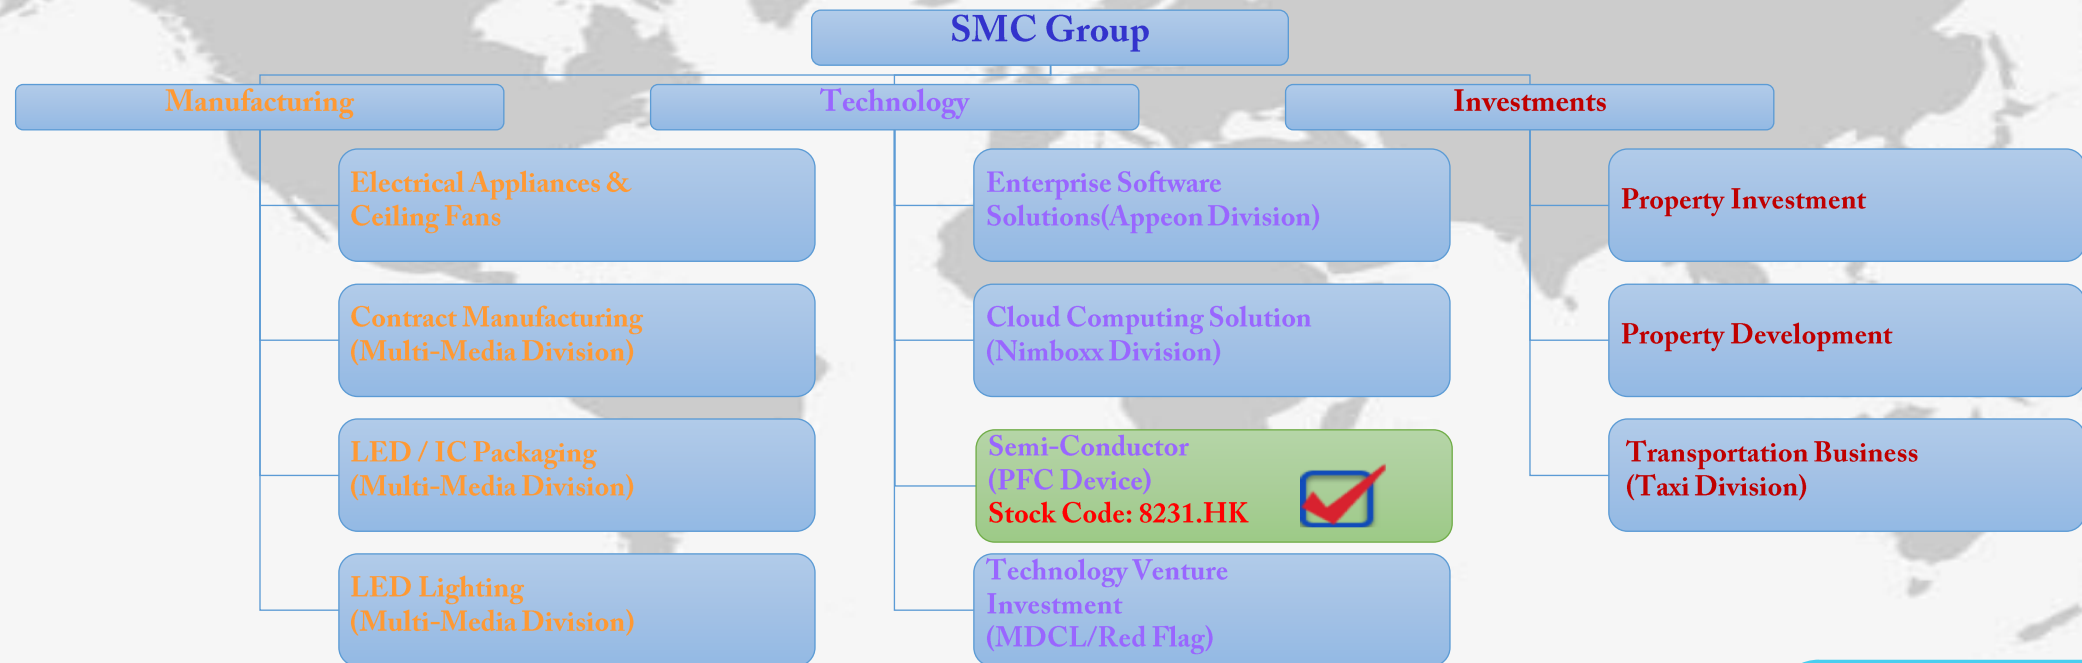 SMC Group
Manufacturing
Electrical Appliances &
Ceiling Fans
Contract Manufacturing
(Multi-Media Division)
LED / IC Packaging
(Multi-Media Division)
LED Lighting
(Multi-Media Division)
Technology
Enterprise Software
Solutions(Appeon Division)
Cloud Computing Solution
(Nimboxx Division)
Semi-Conductor
(PFC Device)
Stock Code: 8231.HK
Technology Venture
Investment
(MDCL/Red Flag)
Investments
Property Investment
Property Development
Transportation Business
(Taxi Division)